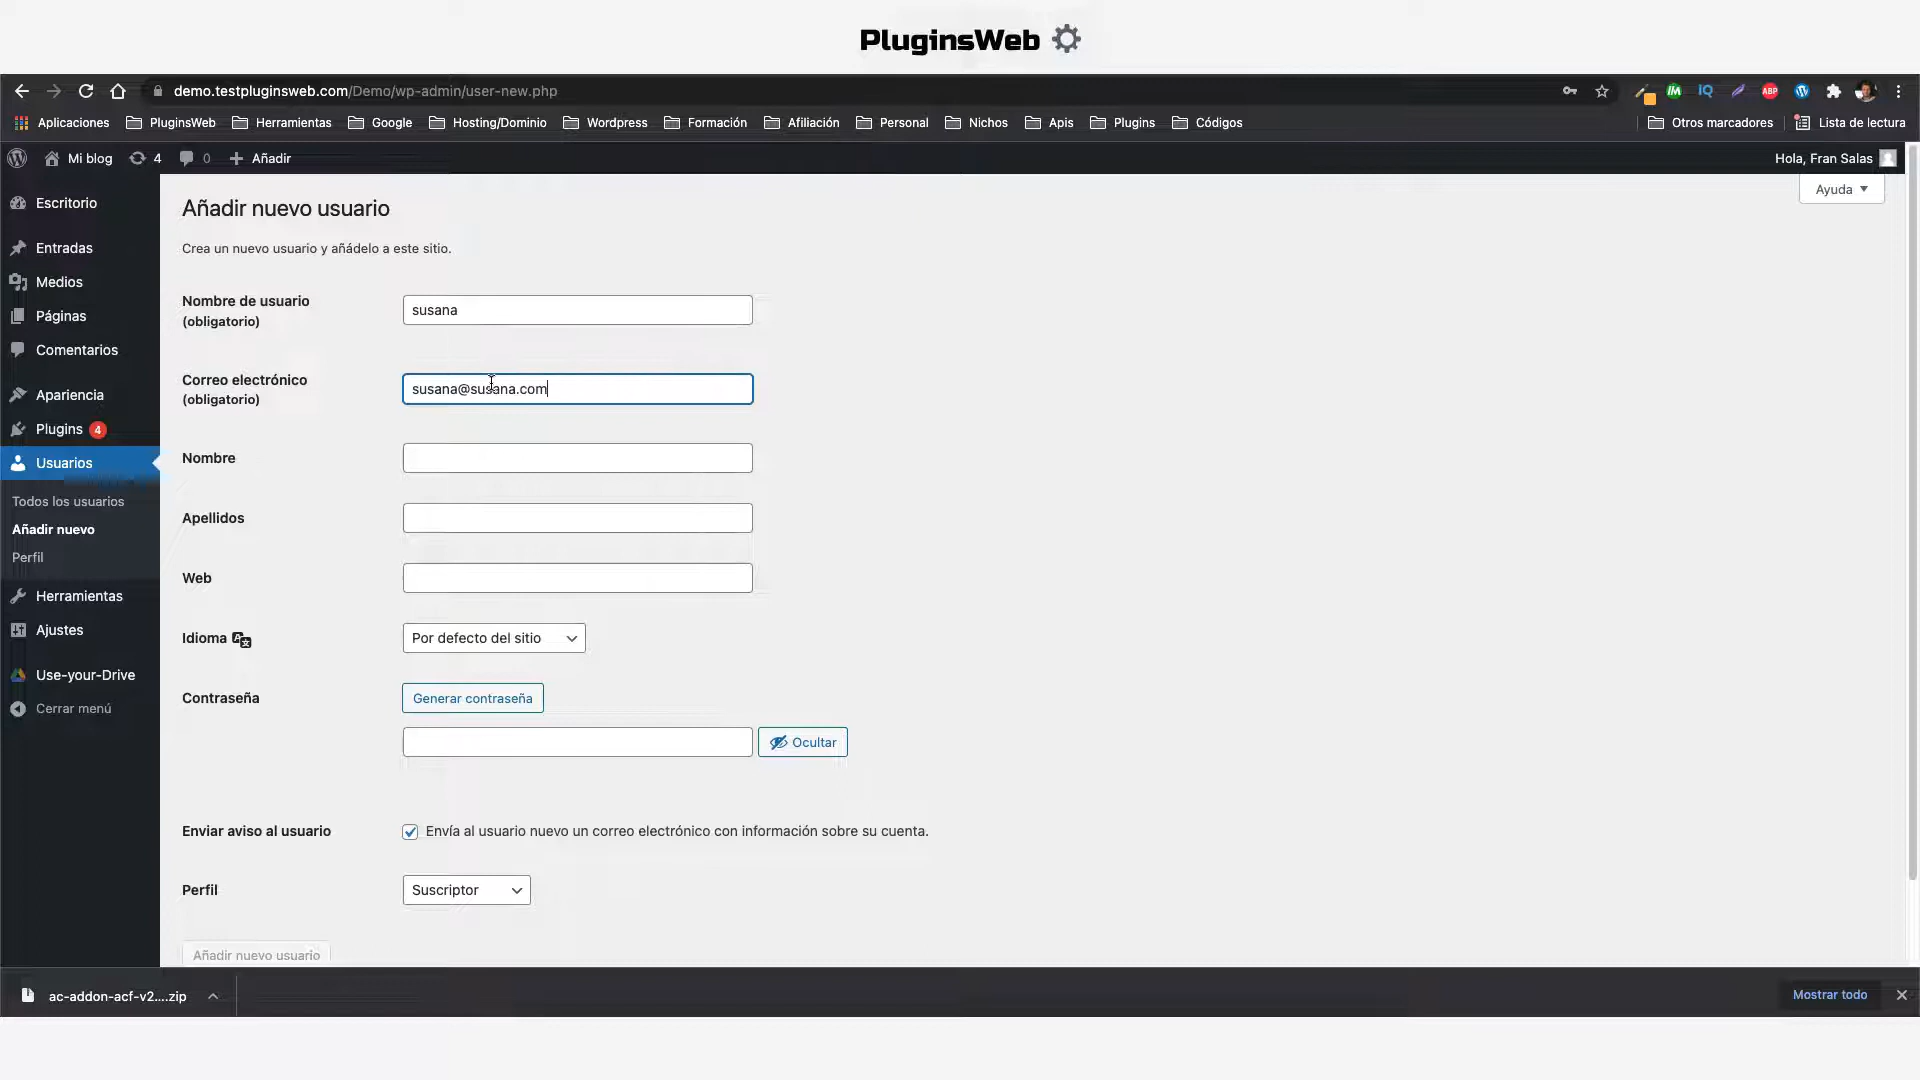 PluginsWeb
demo.testpluginsweb.com/Demo/wp-admin/user-new.php
IM
IQ
ABP
Aplicaciones
PluginsWeb
Herramientas
Google
Hosting/Dominio
Wordpress
Formación
Afiliación
Personal
Nichos
Apis
Plugins
Códigos
Otros marcadores
Lista de lectura
Mi blog
4
0
Añadir
Hola, Fran Salas
Ayuda
Escritorio
Entradas
Medios
Páginas
Comentarios
Apariencia
Plugins 4
Usuarios
Todos los usuarios
Añadir nuevo
Perfil
Herramientas
Ajustes
Use-your-Drive
Cerrar menú
Añadir nuevo usuario
Crea un nuevo usuario y añádelo a este sitio.
Nombre de usuario
(obligatorio)
susana
Correo electrónico
(obligatorio)
susana@susana.com
Nombre
Apellidos
Web
Idioma
Por defecto del sitio
Contraseña
Generar contraseña
Ocultar
Enviar aviso al usuario
Envía al usuario nuevo un correo electrónico con información sobre su cuenta.
Perfil
Suscriptor
Añadir nuevo usuario
ac-addon-acf-v2....zip
Mostrar todo